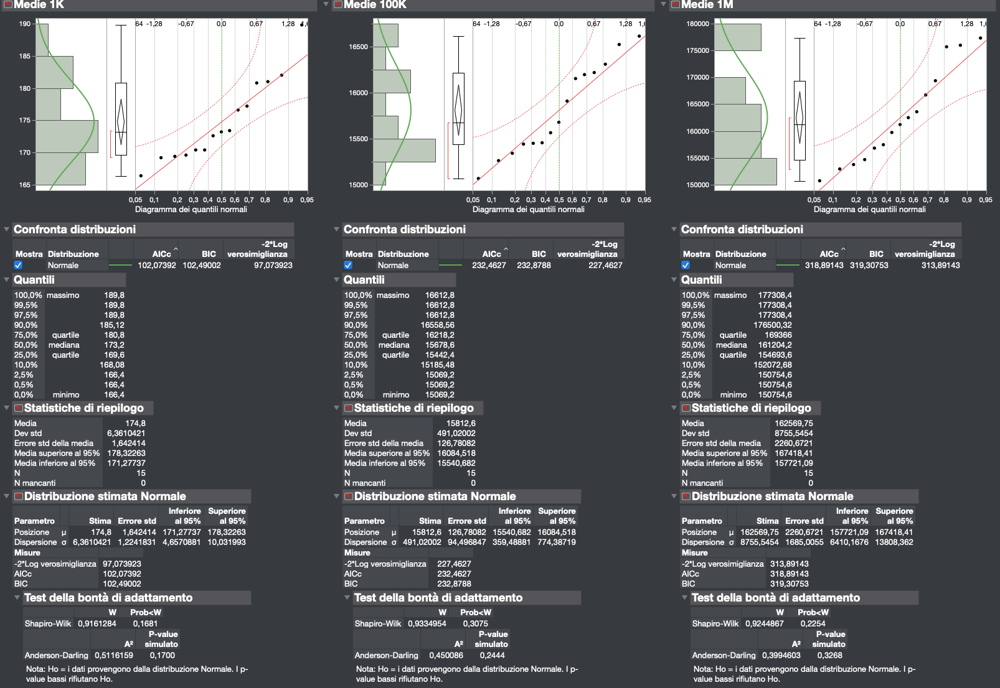 Medie 1K
190
185
180
175
170
165
64 -1,28 -0,67 0,0 0,67 1,28 1,6
0,05 0,1 0,2 0,3 0,4 0,5 0,6 0,7 0,8 0,9 0,95
Diagramma dei quantili normali
Confronta distribuzioni
-2*Log
Mostra Distribuzione AICc BIC verosimiglianza
Normale 102,07392 102,49002 97,073923
Quantili
100,0% massimo 189,8
99,5% 189,8
97,5% 189,8
90,0% 185,12
75,0% quartile 180,8
50,0% mediana 173,2
25,0% quartile 169,6
10,0% 168,08
2,5% 166,4
0,5% 166,4
0,0% minimo 166,4
Statistiche di riepilogo
Media 174,8
Dev std 6,3610421
Errore std della media 1,642414
Media superiore al 95% 178,32263
Media inferiore al 95% 171,27737
N 15
N mancanti 0
Distribuzione stimata Normale
Inferiore Superiore
Parametro Stima Errore std al 95% al 95%
Posizione μ 174,8 1,642414 171,27737 178,32263
Dispersione σ 6,3610421 1,2241831 4,6570881 10,031993
Misure
-2*Log verosimiglianza 97,073923
AICc 102,07392
BIC 102,49002
Test della bontà di adattamento
W Prob<W
Shapiro-Wilk 0,9161284 0,1681
P-value
A² simulato
Anderson-Darling 0,5116159 0,1700
Nota: Ho = i dati provengono dalla distribuzione Normale. I p-
value bassi rifiutano Ho.
Medie 100K
16500
16000
15500
15000
64 -1,28 -0,67 0,0 0,67 1,28 1,6
0,05 0,1 0,2 0,3 0,4 0,5 0,6 0,7 0,8 0,9 0,95
Diagramma dei quantili normali
Confronta distribuzioni
-2*Log
Mostra Distribuzione AICc BIC verosimiglianza
Normale 232,4627 232,8788 227,4627
Quantili
100,0% massimo 16612,8
99,5% 16612,8
97,5% 16612,8
90,0% 16558,56
75,0% quartile 16218,2
50,0% mediana 15678,6
25,0% quartile 15442,4
10,0% 15185,48
2,5% 15069,2
0,5% 15069,2
0,0% minimo 15069,2
Statistiche di riepilogo
Media 15812,6
Dev std 491,02002
Errore std della media 126,78082
Media superiore al 95% 16084,518
Media inferiore al 95% 15540,682
N 15
N mancanti 0
Distribuzione stimata Normale
Inferiore Superiore
Parametro Stima Errore std al 95% al 95%
Posizione μ 15812,6 126,78082 15540,682 16084,518
Dispersione σ 491,02002 94,496847 359,48881 774,38719
Misure
-2*Log verosimiglianza 227,4627
AICc 232,4627
BIC 232,8788
Test della bontà di adattamento
W Prob<W
Shapiro-Wilk 0,9334954 0,3075
P-value
A² simulato
Anderson-Darling 0,450086 0,2444
Nota: Ho = i dati provengono dalla distribuzione Normale. I p-
value bassi rifiutano Ho.
Medie 1M
180000
175000
170000
165000
160000
155000
150000
64 -1,28 -0,67 0,0 0,67 1,28 1,6
0,05 0,1 0,2 0,3 0,4 0,5 0,6 0,7 0,8 0,9 0,95
Diagramma dei quantili normali
Confronta distribuzioni
-2*Log
Mostra Distribuzione AICc BIC verosimiglianza
Normale 318,89143 319,30753 313,89143
Quantili
100,0% massimo 177308,4
99,5% 177308,4
97,5% 177308,4
90,0% 176500,32
75,0% quartile 169366
50,0% mediana 161204,2
25,0% quartile 154693,6
10,0% 152072,68
2,5% 150754,6
0,5% 150754,6
0,0% minimo 150754,6
Statistiche di riepilogo
Media 162569,75
Dev std 8755,5454
Errore std della media 2260,6721
Media superiore al 95% 167418,41
Media inferiore al 95% 157721,09
N 15
N mancanti 0
Distribuzione stimata Normale
Inferiore Superiore
Parametro Stima Errore std al 95% al 95%
Posizione μ 162569,75 2260,6721 157721,09 167418,41
Dispersione σ 8755,5454 1685,0055 6410,1676 13808,362
Misure
-2*Log verosimiglianza 313,89143
AICc 318,89143
BIC 319,30753
Test della bontà di adattamento
W Prob<W
Shapiro-Wilk 0,9244867 0,2254
P-value
A² simulato
Anderson-Darling 0,3994603 0,3268
Nota: Ho = i dati provengono dalla distribuzione Normale. I p-
value bassi rifiutano Ho.